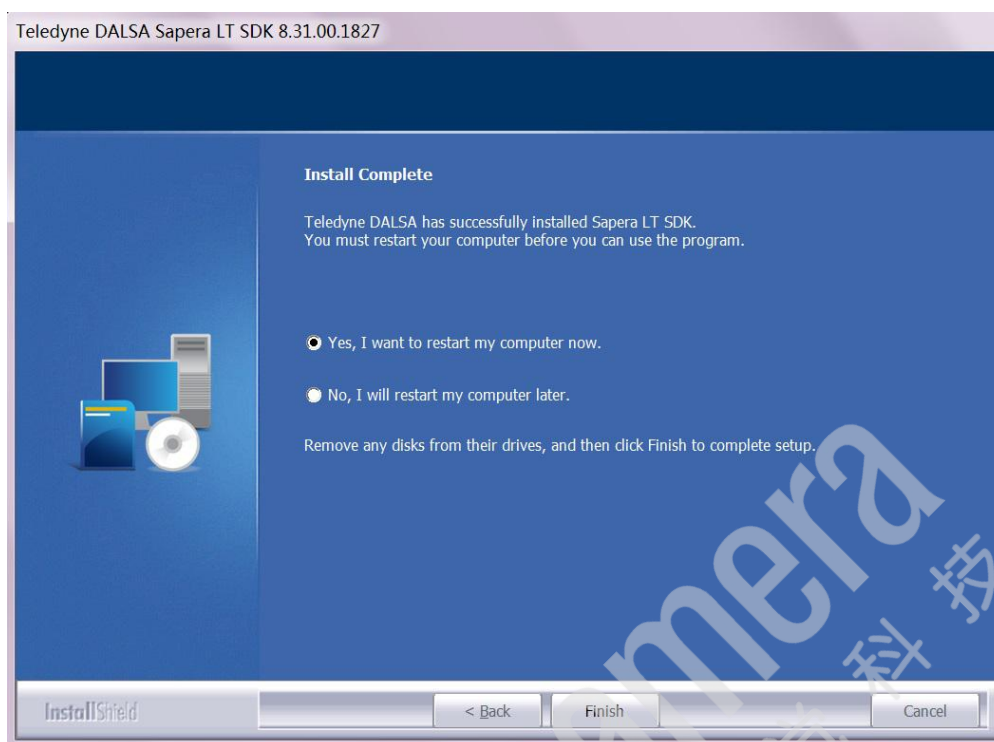 Teledyne DALSA Sapera LT SDK 8.31.00.1827
Install Complete
Teledyne DALSA has successfully installed Sapera LT SDK.
You must restart your computer before you can use the program.
Yes, I want to restart my computer now.
No, I will restart my computer later.
Remove any disks from their drives, and then click Finish to complete setup.
InstallShield
< Back
Finish
Cancel
amera
科技